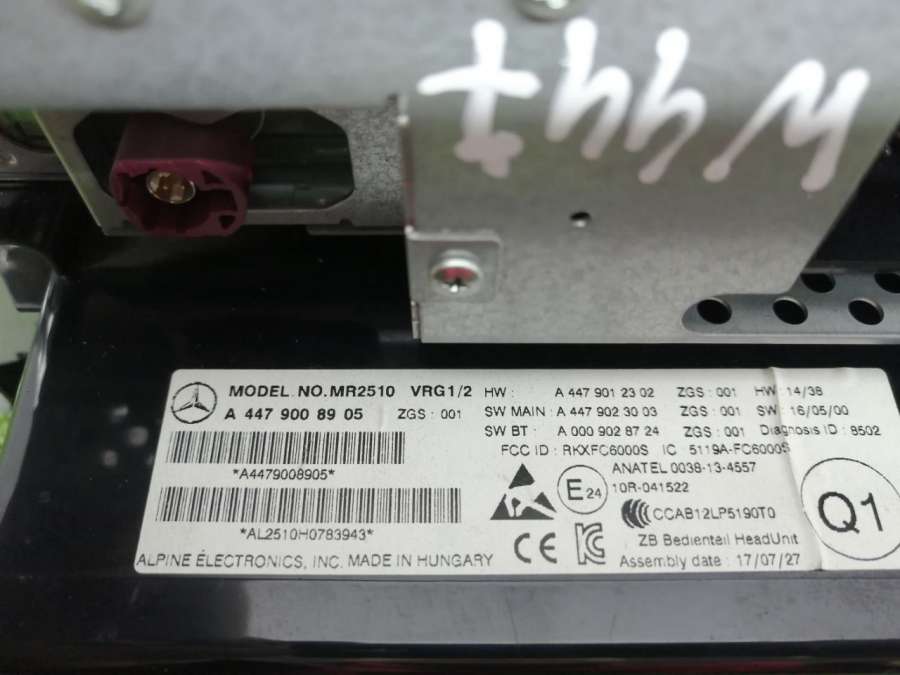 W447
MODEL NO.MR2510 VRG1/2
A 447 900 89 05 ZGS : 001
*A4479008905*
*AL2510H0783943*
ALPINE ÉLECTRONICS, INC. MADE IN HUNGARY
HW : A 447 901 23 02 ZGS : 001 HW : 14/38
SW MAIN : A 447 902 30 03 ZGS : 001 SW : 16/05/00
SW BT : A 000 902 87 24 ZGS : 001 Diagnosis ID : 8502
FCC ID : RKXFC6000S IC 5119A-FC6000S
ANATEL 0038-13-4557
E24 10R-041522
CCAB12LP5190T0
CE
ZB Bedienteil HeadUnit
Assembly date : 17/07/27
Q1